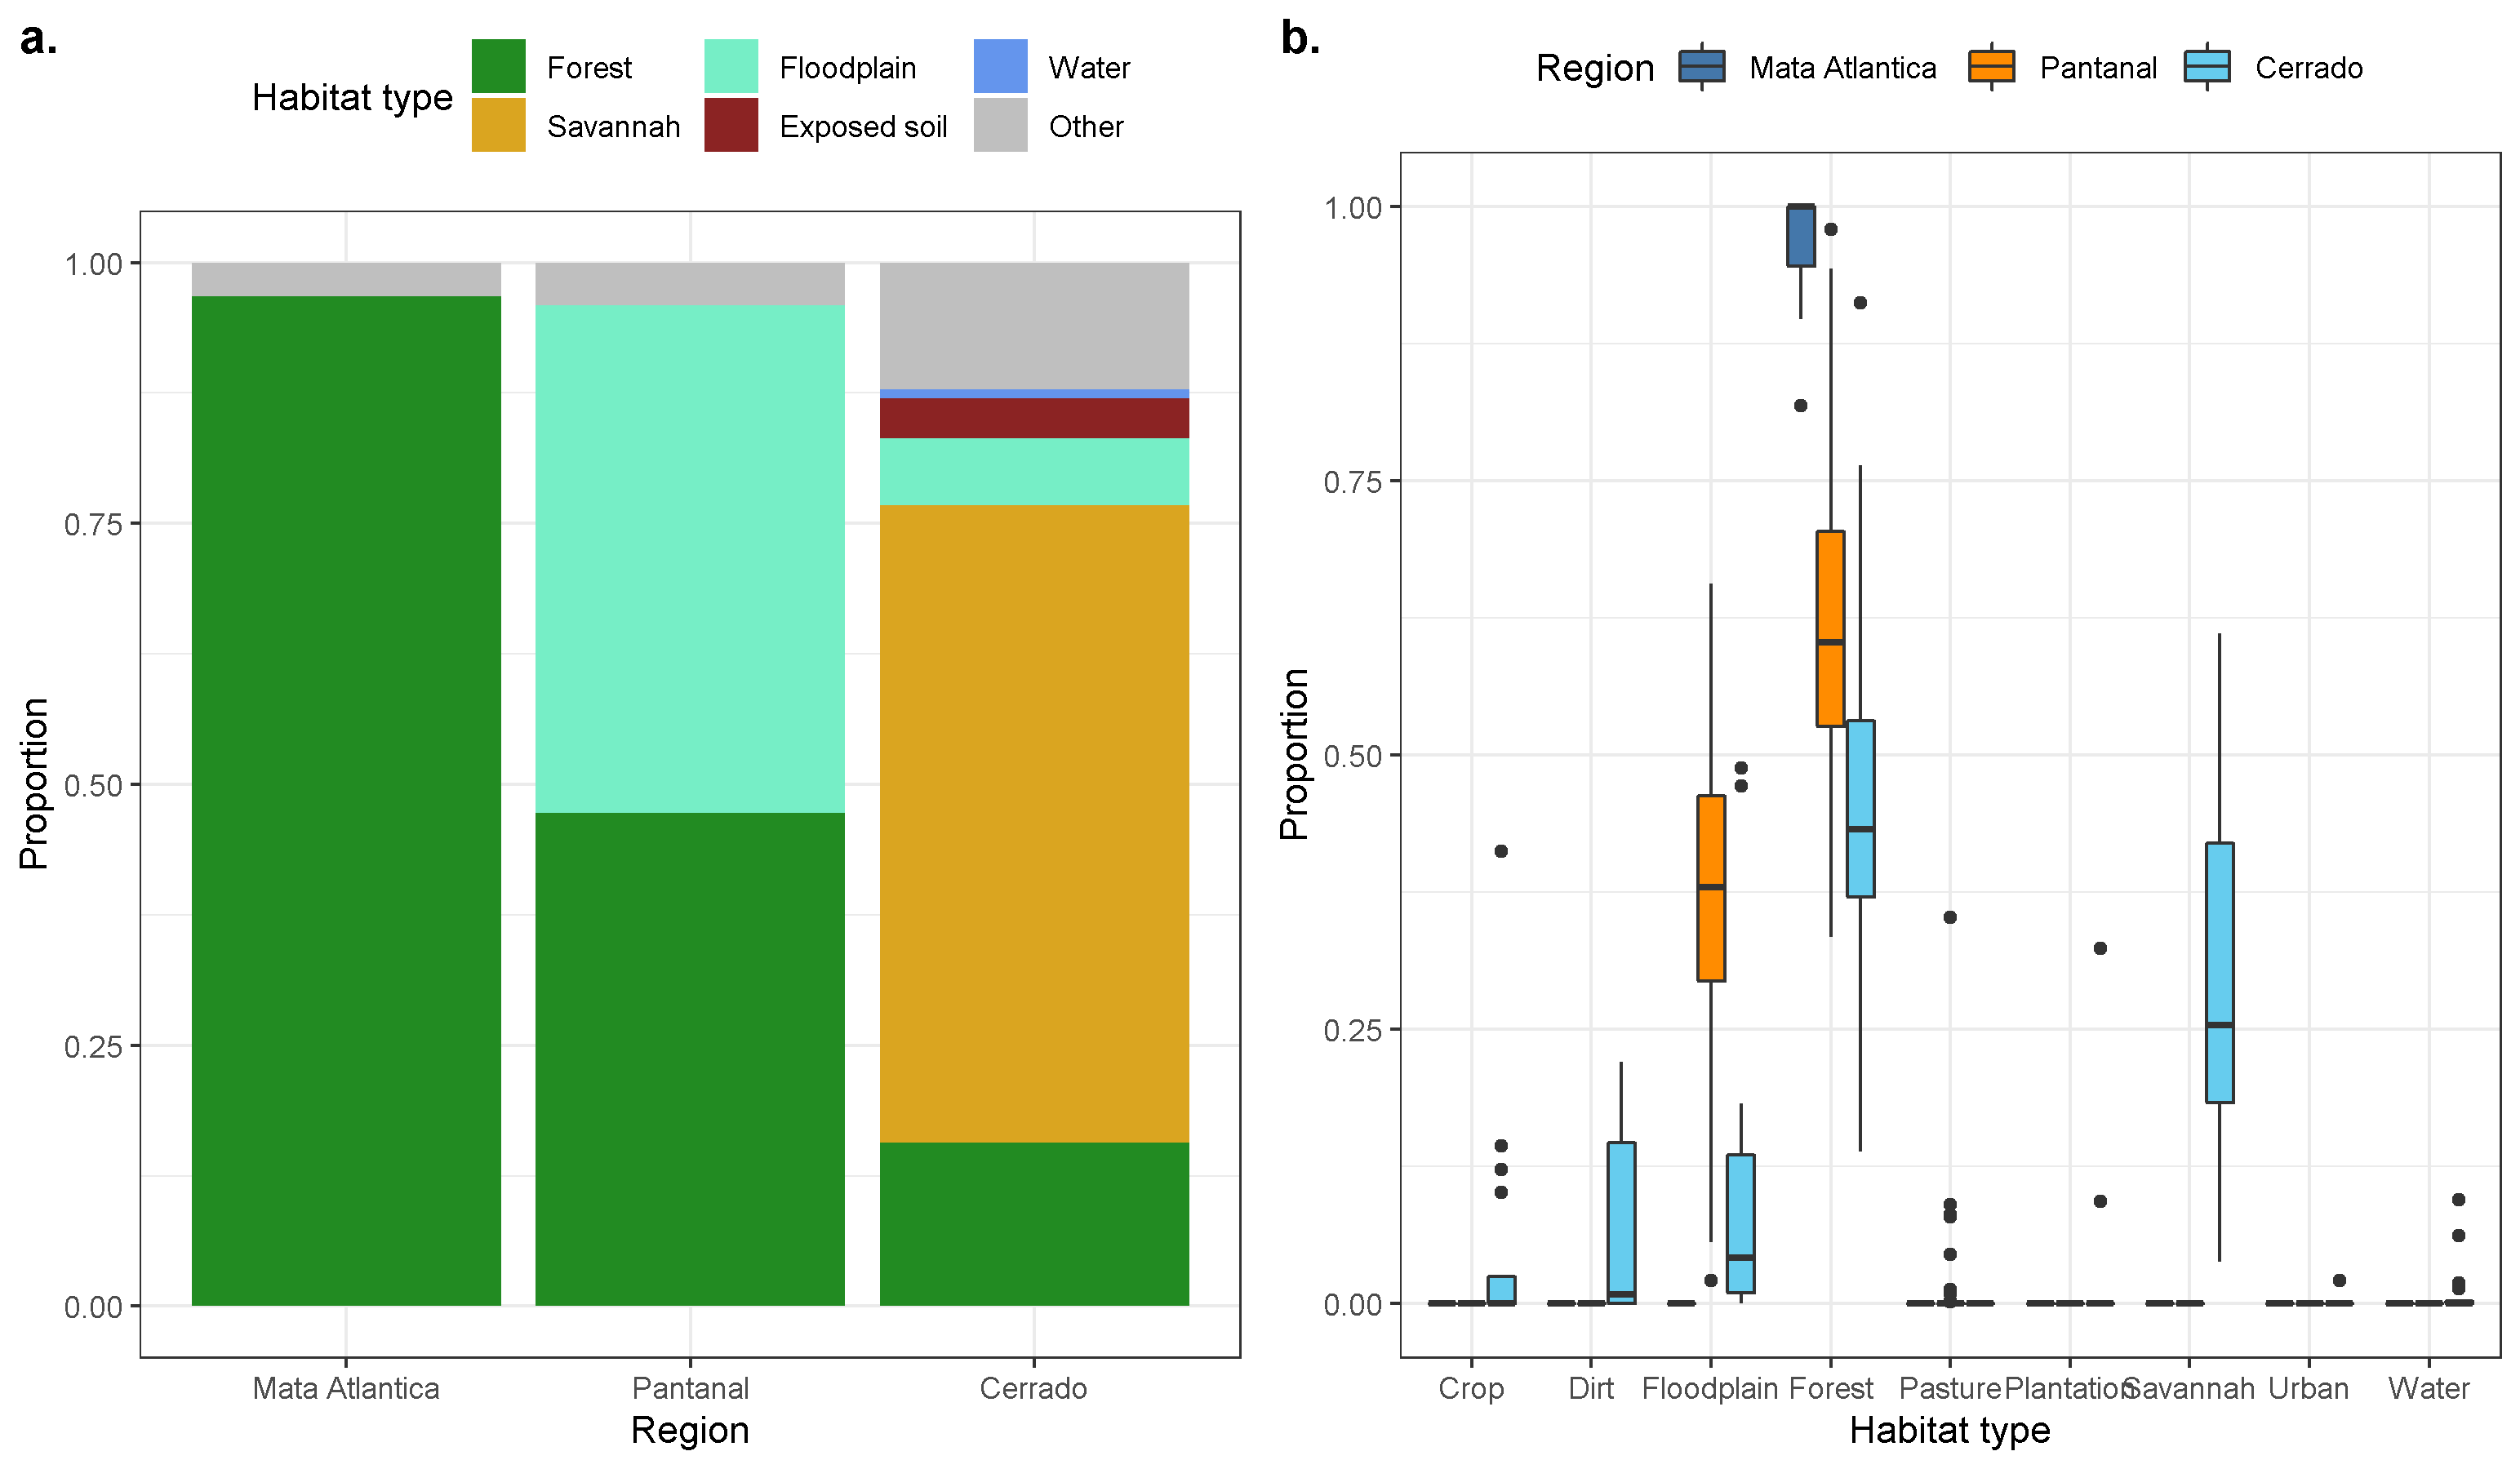 a.
Habitat type
Forest
Floodplain
Water
Savannah
Exposed soil
Other
1.00
0.75
0.50
0.25
0.00
Proportion
Mata Atlantica
Pantanal
Cerrado
Region
b.
Region
Mata Atlantica
Pantanal
Cerrado
1.00
0.75
0.50
0.25
0.00
Proportion
Crop
Dirt
Floodplain
Forest
Pasture
Plantation
Savannah
Urban
Water
Habitat type